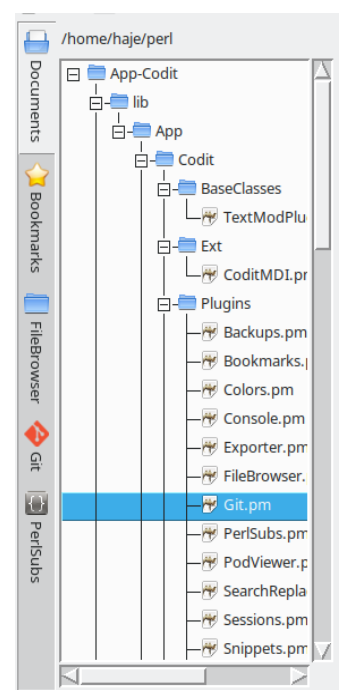 /home/haje/perl
Documents
Bookmarks
FileBrowser
Git
PerlSubs
App-Codit
lib
App
Codit
BaseClasses
TextModPlu
Ext
CoditMDI.pr
Plugins
Backups.pm
Bookmarks.p
Colors.pm
Console.pm
Exporter.pm
FileBrowser.
Git.pm
PerlSubs.pm
PodViewer.p
SearchRepla
Sessions.pm
Snippets.pm